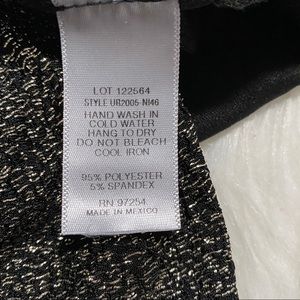 LOT 122564
STYLE UR2005 NI46
HAND WASH IN
COLD WATER
HANG TO DRY
DO NOT BLEACH
COOL IRON
95% POLYESTER
5% SPANDEX
RN 97254
MADE IN MEXICO